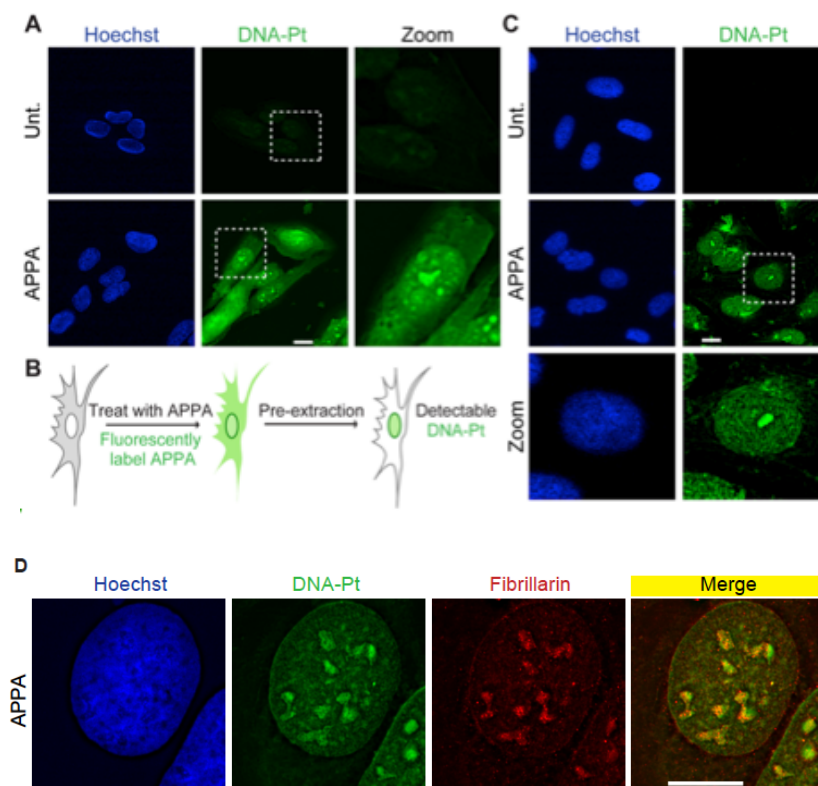 A
Hoechst
DNA-Pt
Zoom
Unt.
APPA
B
Treat with APPA
Fluorescently
label APPA
Pre-extraction
Detectable
DNA-Pt
C
Hoechst
DNA-Pt
Unt.
APPA
Zoom
D
Hoechst
DNA-Pt
Fibrillarin
Merge
APPA